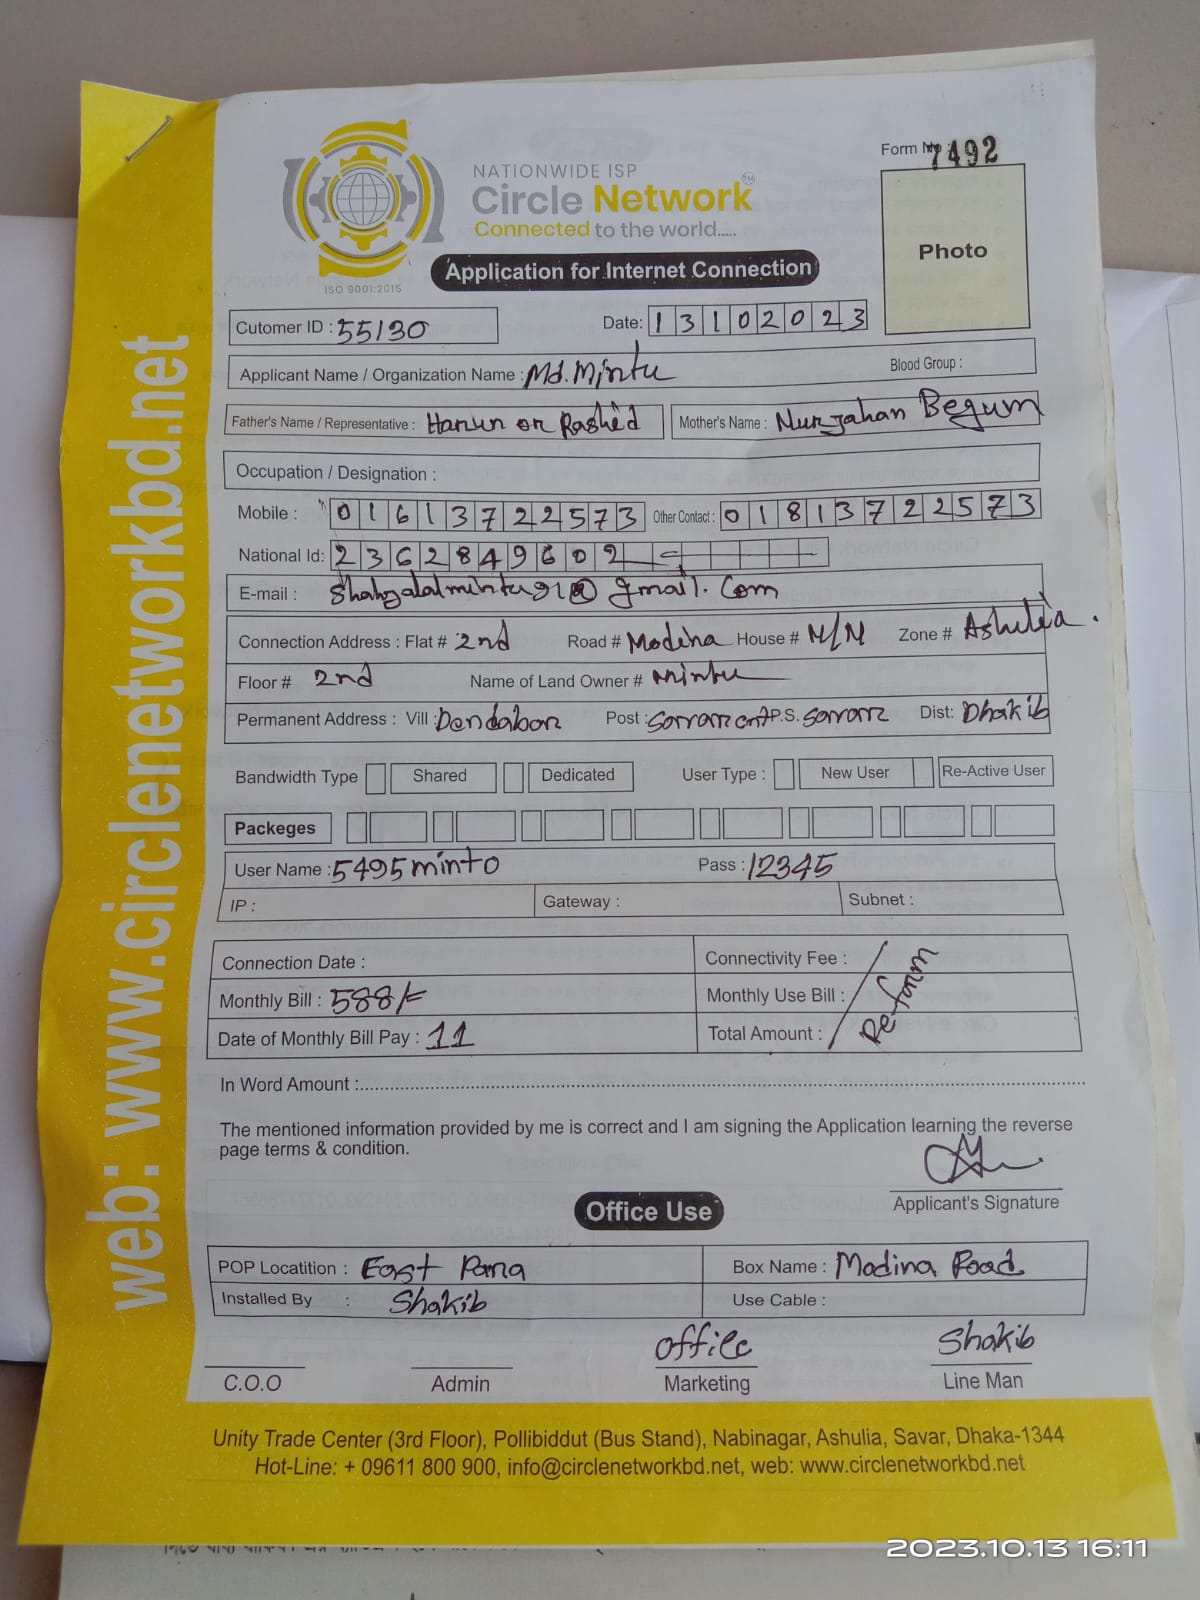 Form No 7492
NATIONWIDE ISP
Circle Network TM
Connected to the world.....
ISO 9001:2015
Application for Internet Connection
Photo
Cutomer ID : 55130
Date: 13102023
Applicant Name / Organization Name : Md. Mintu
Blood Group :
Father's Name / Representative : Harun or Rashid
Mother's Name : Nurjahan Begum
Occupation / Designation :
Mobile : 01613722573
Other Contact : 01813722573
National Id: 2362849602
E-mail : @ gmail. Com
Connection Address : Flat # 2nd Road # Modina House # M/M Zone # Ashulia.
Floor # 2nd Name of Land Owner # Mintu
Permanent Address : Vill : Dendabor Post : P.S. Dist:
Bandwidth Type Shared Dedicated User Type : New User Re-Active User
Packeges
User Name : 5495minto Pass : 12345
IP : Gateway : Subnet :
Connection Date : Connectivity Fee :
Monthly Bill : 588/= Monthly Use Bill :
Date of Monthly Bill Pay : 11 Total Amount :
In Word Amount :
The mentioned information provided by me is correct and I am signing the Application learning the reverse
page terms & condition.
Applicant's Signature
Office Use
POP Locatition : East Para Box Name : Modina Road
Installed By : Shakib Use Cable :
office Shakib
C.O.O Admin Marketing Line Man
Unity Trade Center (3rd Floor), Pollibiddut (Bus Stand), Nabinagar, Ashulia, Savar, Dhaka-1344
Hot-Line: + 09611 800 900, info@circlenetworkbd.net, web: www.circlenetworkbd.net
web: www.circlenetworkbd.net
2023.10.13 16:11